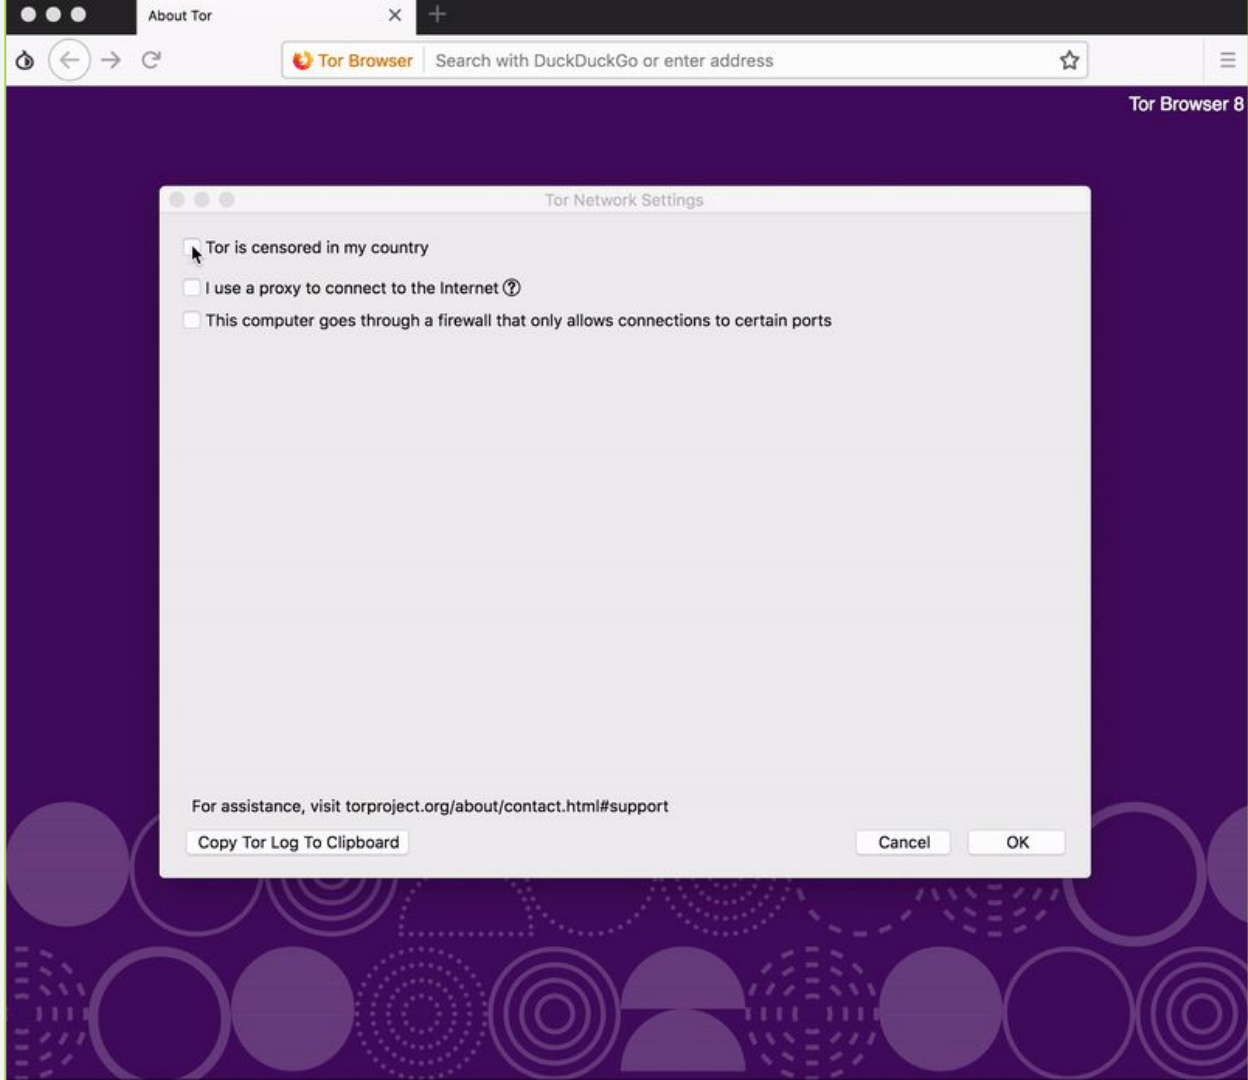 About Tor
Tor Browser
Search with DuckDuckGo or enter address
Tor Browser 8
Tor Network Settings
Tor is censored in my country
I use a proxy to connect to the Internet ?
This computer goes through a firewall that only allows connections to certain ports
For assistance, visit torproject.org/about/contact.html#support
Copy Tor Log To Clipboard
Cancel
OK